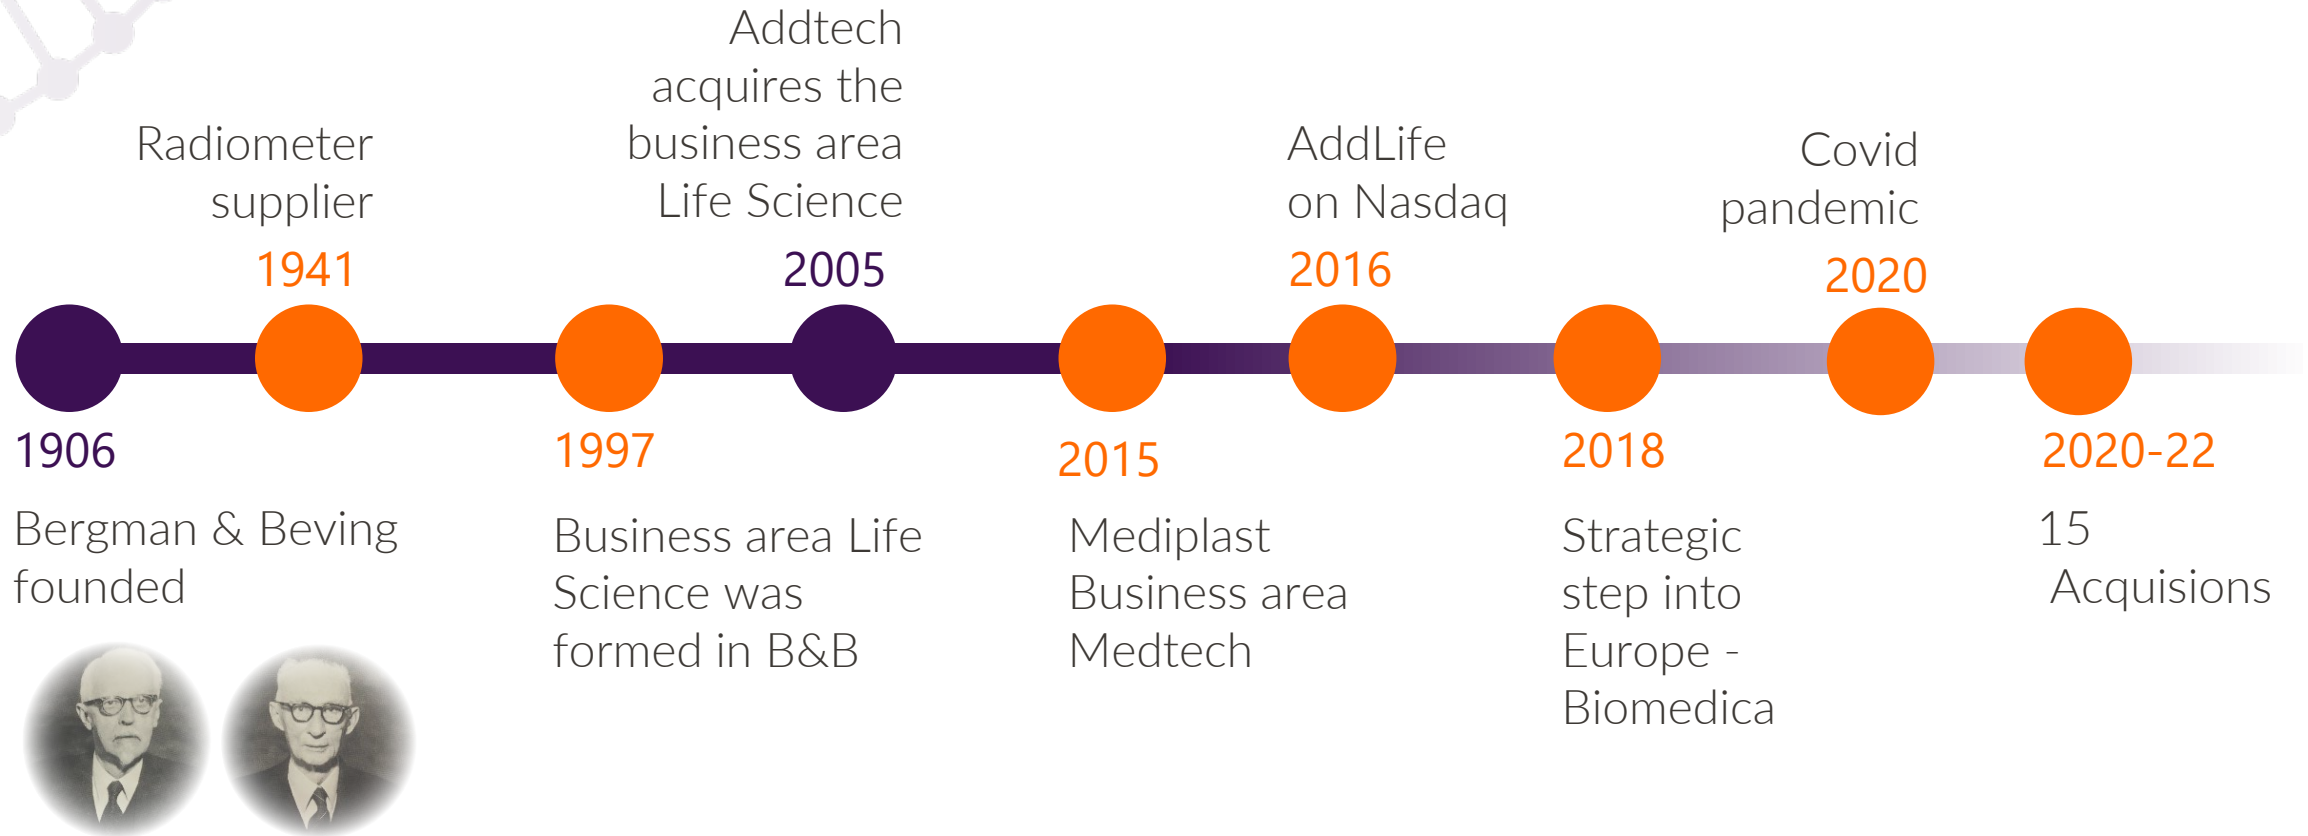 1906
Bergman & Beving
founded
Radiometer
supplier
1941
1997
Business area Life
Science was
formed in B&B
Addtech
acquires the
business area
Life Science
2005
2015
Mediplast
Business area
Medtech
AddLife
on Nasdaq
2016
2018
Strategic
step into
Europe -
Biomedica
Covid
pandemic
2020
2020-22
15
Acquisions